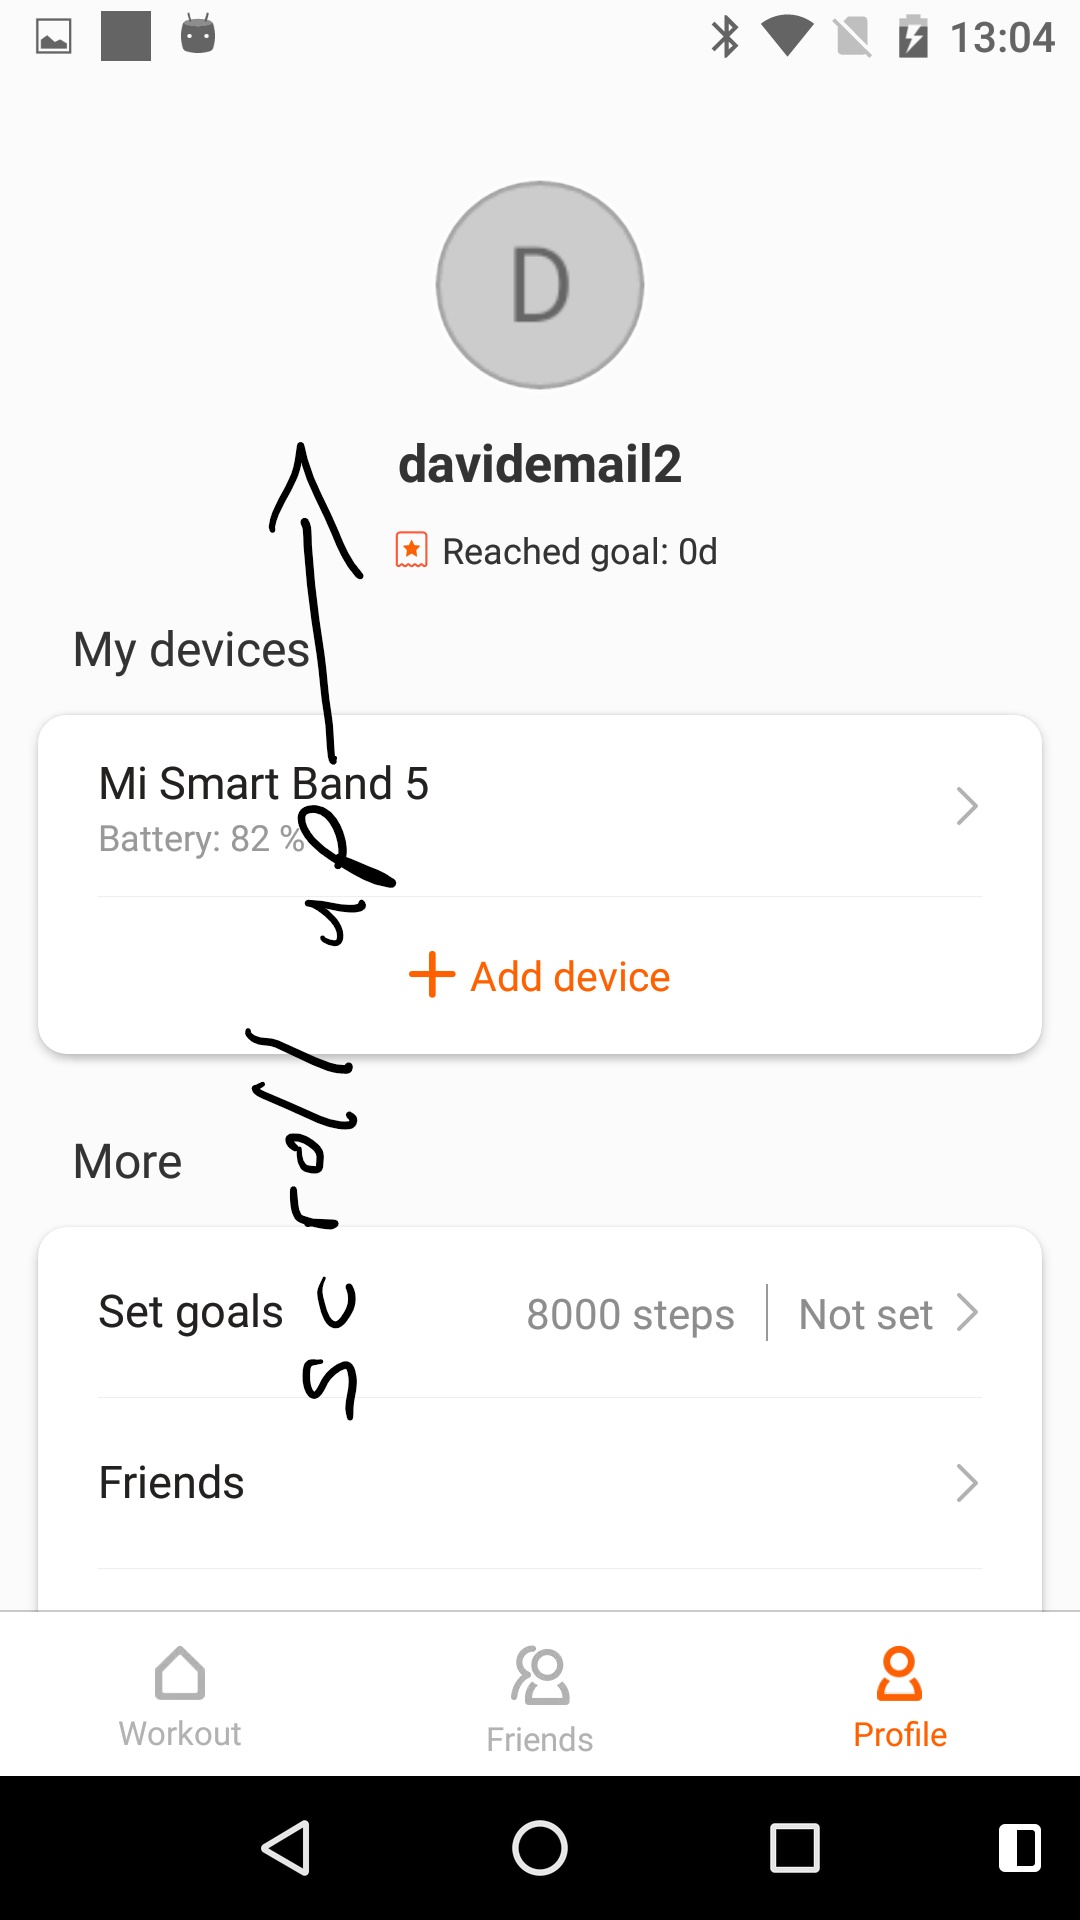 13:04
D
davidemail2
Reached goal: 0d
My devices
Mi Smart Band 5
Battery: 82 %
Add device
More
Set goals 8000 steps Not set
Friends
scroll up
Workout Friends Profile